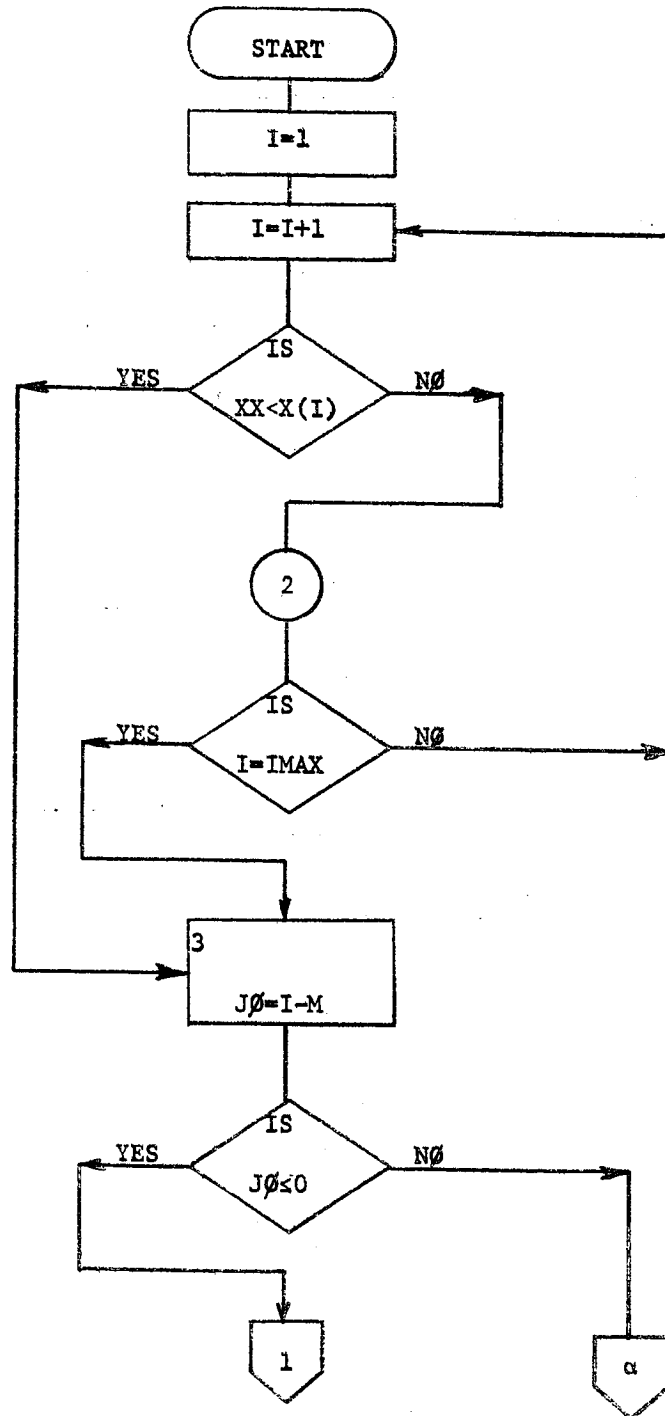 START
I=1
I=I+1
IS
YES
NØ
XX<X(I)
2
IS
YES
NØ
I=IMAX
3
JØ=I-M
IS
YES
NØ
JØ≤0
1
α